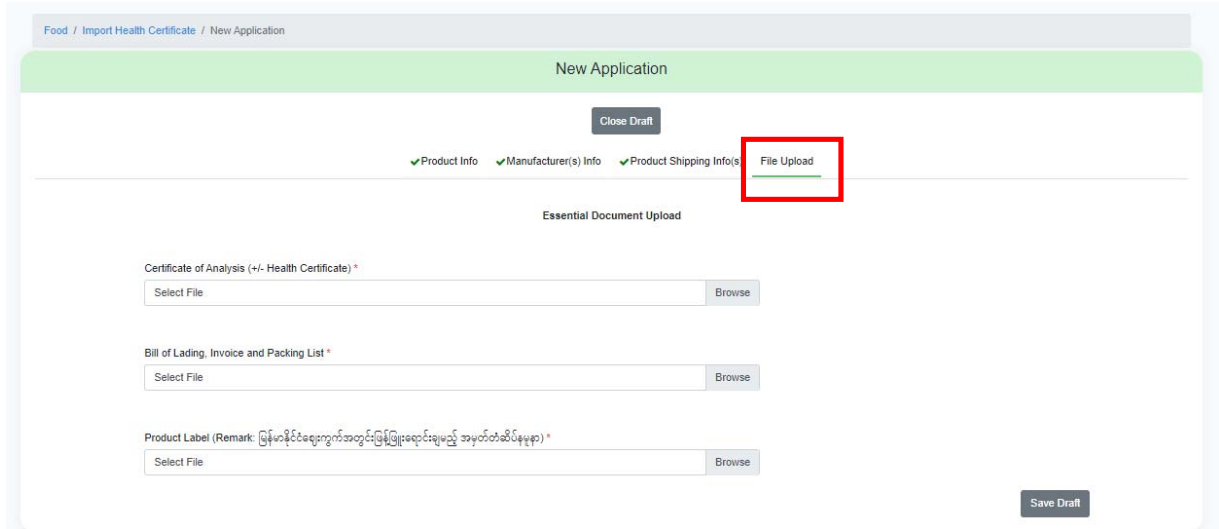 Food / Import Health Certificate / New Application
New Application
Close Draft
Product Info Manufacturer(s) Info Product Shipping Info(s) File Upload
Essential Document Upload
Certificate of Analysis (+/- Health Certificate) *
Select File Browse
Bill of Lading, Invoice and Packing List *
Select File Browse
Product Label (Remark: မြန်မာနိုင်ငံဈေးကွက်အတွင်းဖြန့်ဖြူးရောင်းချမည့် အမှတ်တံဆိပ်နမူနာ) *
Select File Browse
Save Draft